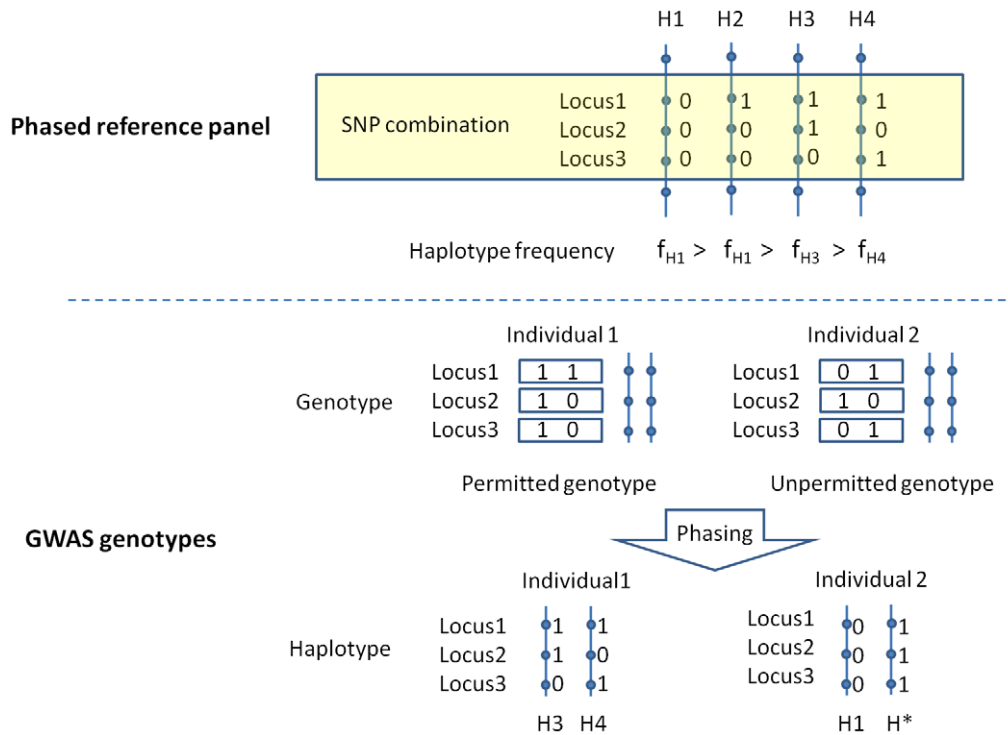 H1 H2 H3 H4
Locus1 0 1 1 1
Phased reference panel
SNP combination
Locus2 0 0 1 0
Locus3 0 0 0 1
Haplotype frequency f_H1 > f_H1 > f_H3 > f_H4
Individual 1 Individual 2
Locus1 1 1 Locus1 0 1
Genotype Locus2 1 0 Locus2 1 0
Locus3 1 0 Locus3 0 1
Permitted genotype Unpermitted genotype
GWAS genotypes
Phasing
Individual1 Individual 2
Locus1 1 1 Locus1 0 1
Haplotype Locus2 1 0 Locus2 0 1
Locus3 0 1 Locus3 0 1
H3 H4 H1 H*